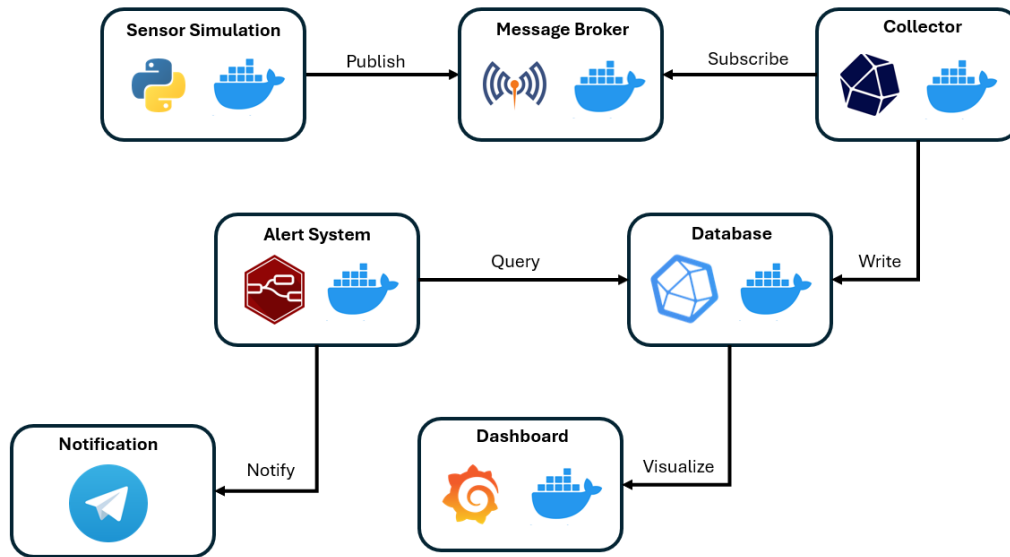 Sensor Simulation
Publish
Message Broker
Subscribe
Collector
Alert System
Query
Database
Write
Notification
Notify
Dashboard
Visualize